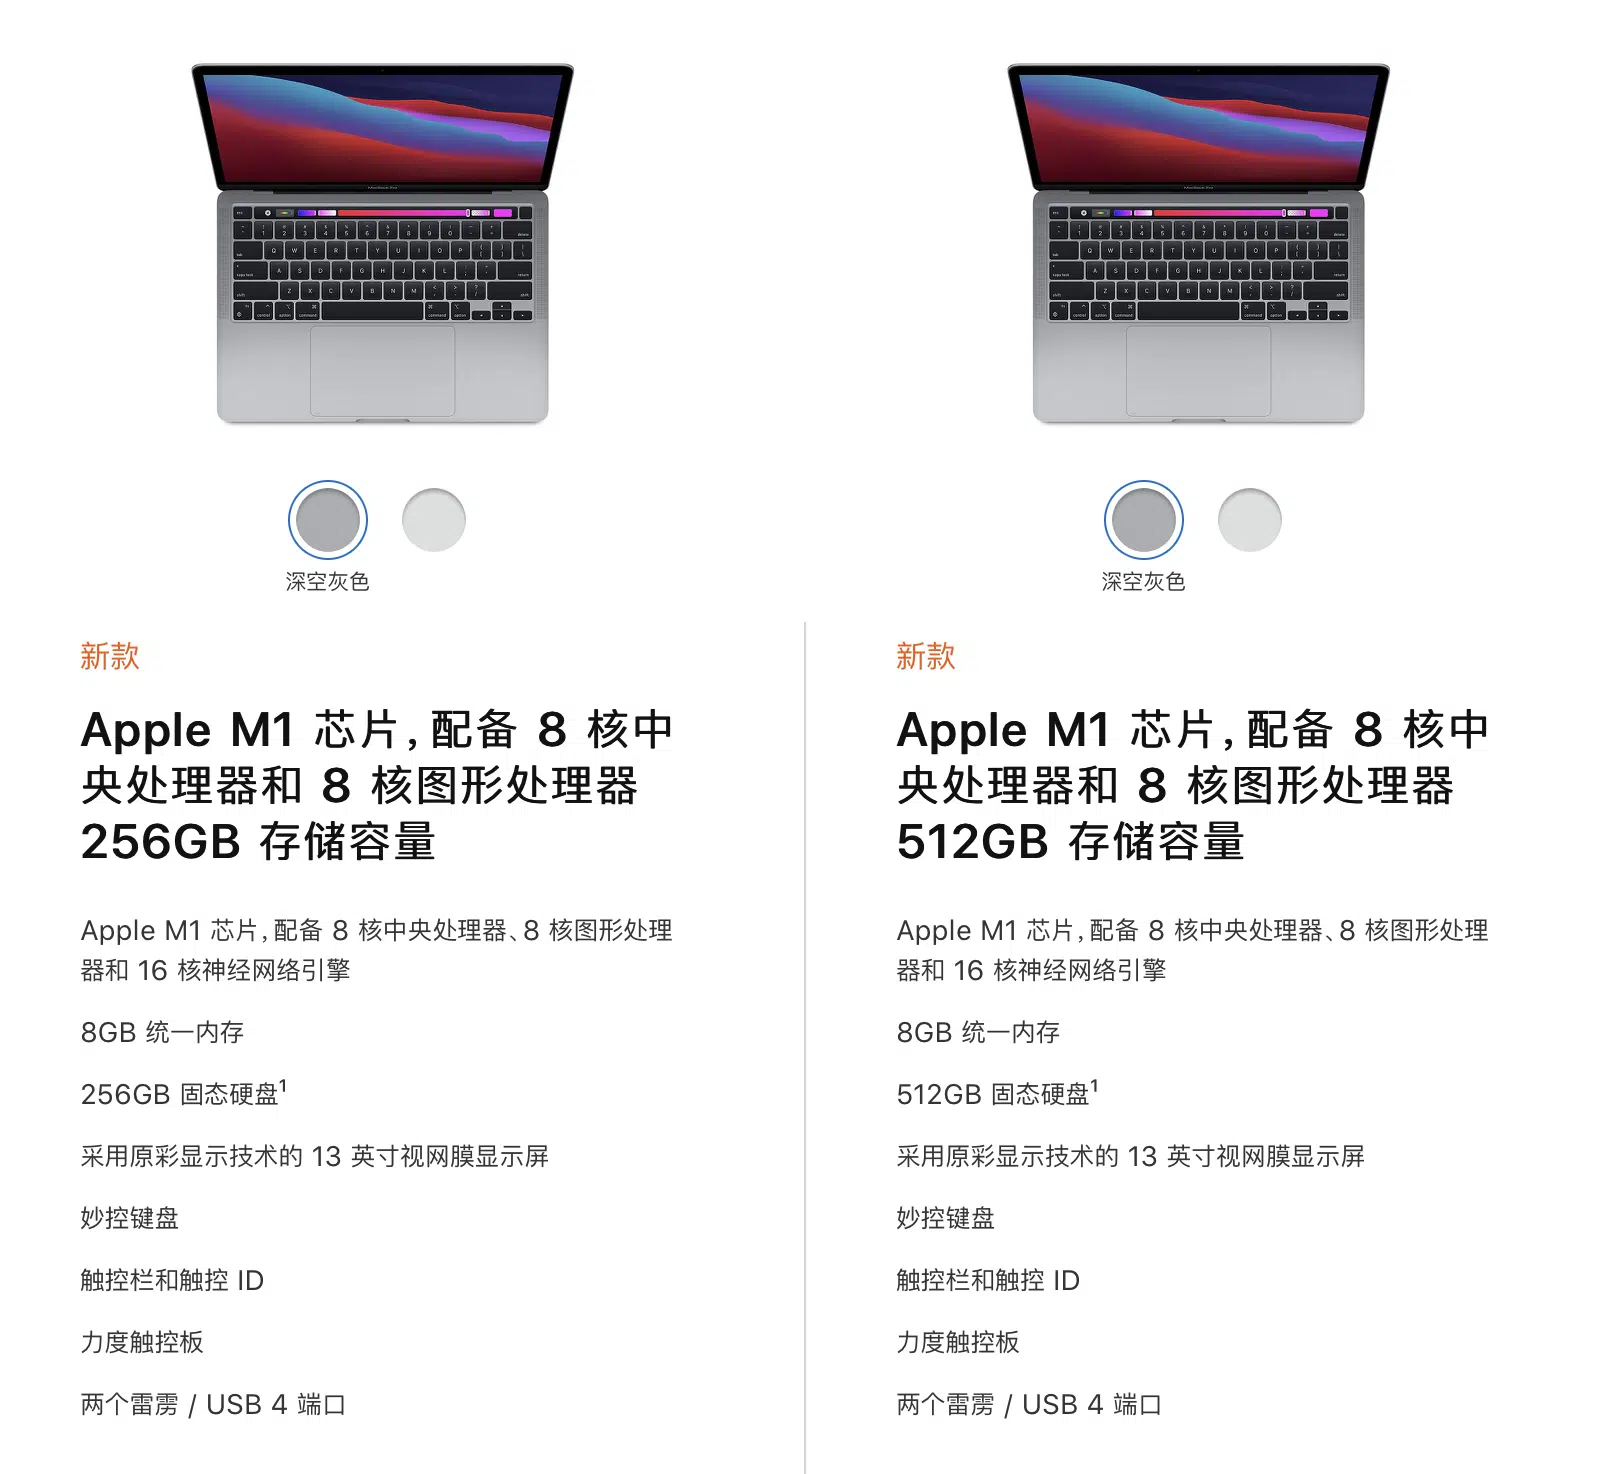 深空灰色
新款
Apple M1 芯片，配备 8 核中
央处理器和 8 核图形处理器
256GB 存储容量
Apple M1 芯片，配备 8 核中央处理器、8 核图形处理
器和 16 核神经网络引擎
8GB 统一内存
256GB 固态硬盘¹
采用原彩显示技术的 13 英寸视网膜显示屏
妙控键盘
触控栏和触控 ID
力度触控板
两个雷雳 / USB 4 端口
深空灰色
新款
Apple M1 芯片，配备 8 核中
央处理器和 8 核图形处理器
512GB 存储容量
Apple M1 芯片，配备 8 核中央处理器、8 核图形处理
器和 16 核神经网络引擎
8GB 统一内存
512GB 固态硬盘¹
采用原彩显示技术的 13 英寸视网膜显示屏
妙控键盘
触控栏和触控 ID
力度触控板
两个雷雳 / USB 4 端口